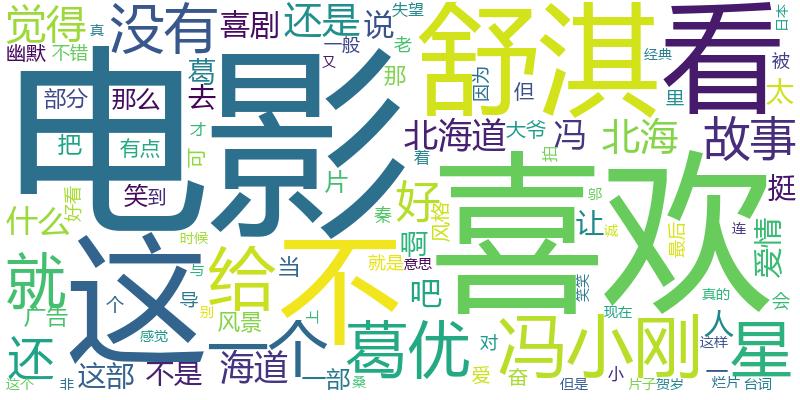 觉得
没有
喜剧
还是
说
失望
真
一般
又
老
幽默
不错
葛
那
部分
那么
去
把
有点
才
可
电影
舒淇
看
日本
经典
被
因为
但
里
太
北海道
大爷
冯
北海
故事
笑
到
片
着
拍
挺
好看
什么
好
风格
秦
邬
让
喜欢
爱情
时候
这
给
不
啊
就是
意思
诚
最后
连
就
与
当
吧
笑笑
个
导
别
上
现在
真的
会
广告
风景
人
感觉
一个
葛优
对
冯小刚
这样
星
还
这部
不是
海道
一部
爱
奋
小
一
这个
非
桑
但是
片子
贺岁
烂片
台词